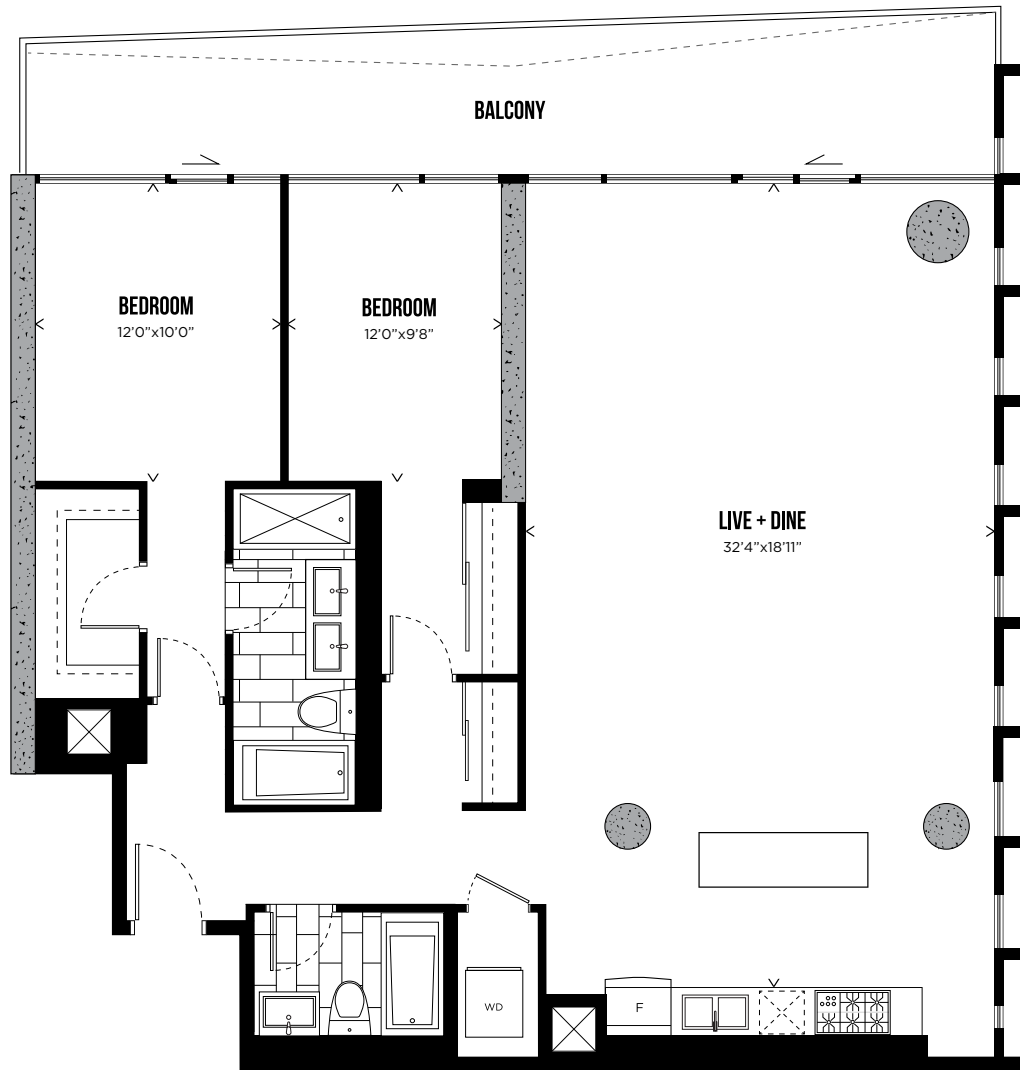 BALCONY
BEDROOM
12’0”x10’0”
BEDROOM
12’0”x9’8”
LIVE + DINE
32’4”x18’11”
F
WD